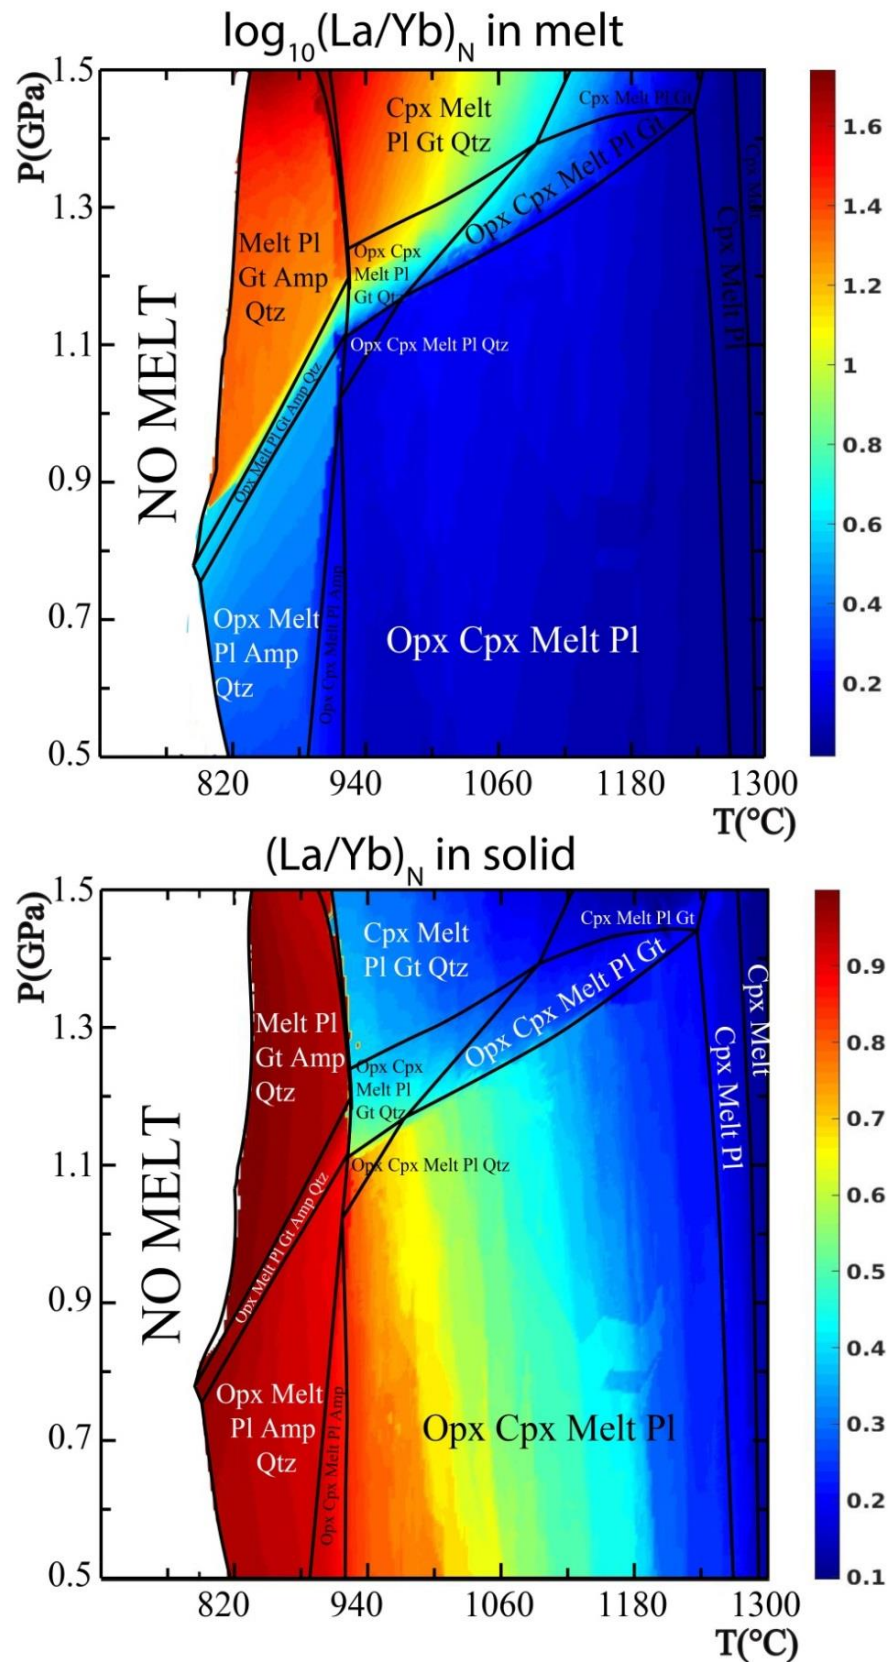 log₁₀(La/Yb)N in melt
P(GPa)
1.5
1.3
1.1
0.9
0.7
0.5
820
940
1060
1180
1300
T(°C)
NO MELT
Cpx Melt
Pl Gt Qtz
Cpx Melt Pl Gt
Opx Cpx Melt Pl Gt
Melt Pl
Gt Amp
Qtz
Opx Cpx
Melt Pl
Gt Qtz
Opx Cpx Melt Pl Qtz
Opx Melt Pl Gt Amp Qtz
Opx Melt
Pl Amp
Qtz
Opx Cpx Melt Pl Amp
Opx Cpx Melt Pl
Cpx Melt Pl
Cpx Melt
1.6
1.4
1.2
1
0.8
0.6
0.4
0.2
(La/Yb)N in solid
P(GPa)
1.5
1.3
1.1
0.9
0.7
0.5
820
940
1060
1180
1300
T(°C)
NO MELT
Cpx Melt
Pl Gt Qtz
Cpx Melt Pl Gt
Opx Cpx Melt Pl Gt
Melt Pl
Gt Amp
Qtz
Opx Cpx
Melt Pl
Gt Qtz
Opx Cpx Melt Pl Qtz
Opx Melt Pl Gt Amp Qtz
Opx Melt
Pl Amp
Qtz
Opx Cpx Melt Pl Amp
Opx Cpx Melt Pl
Cpx Melt Pl
Cpx Melt
0.9
0.8
0.7
0.6
0.5
0.4
0.3
0.2
0.1